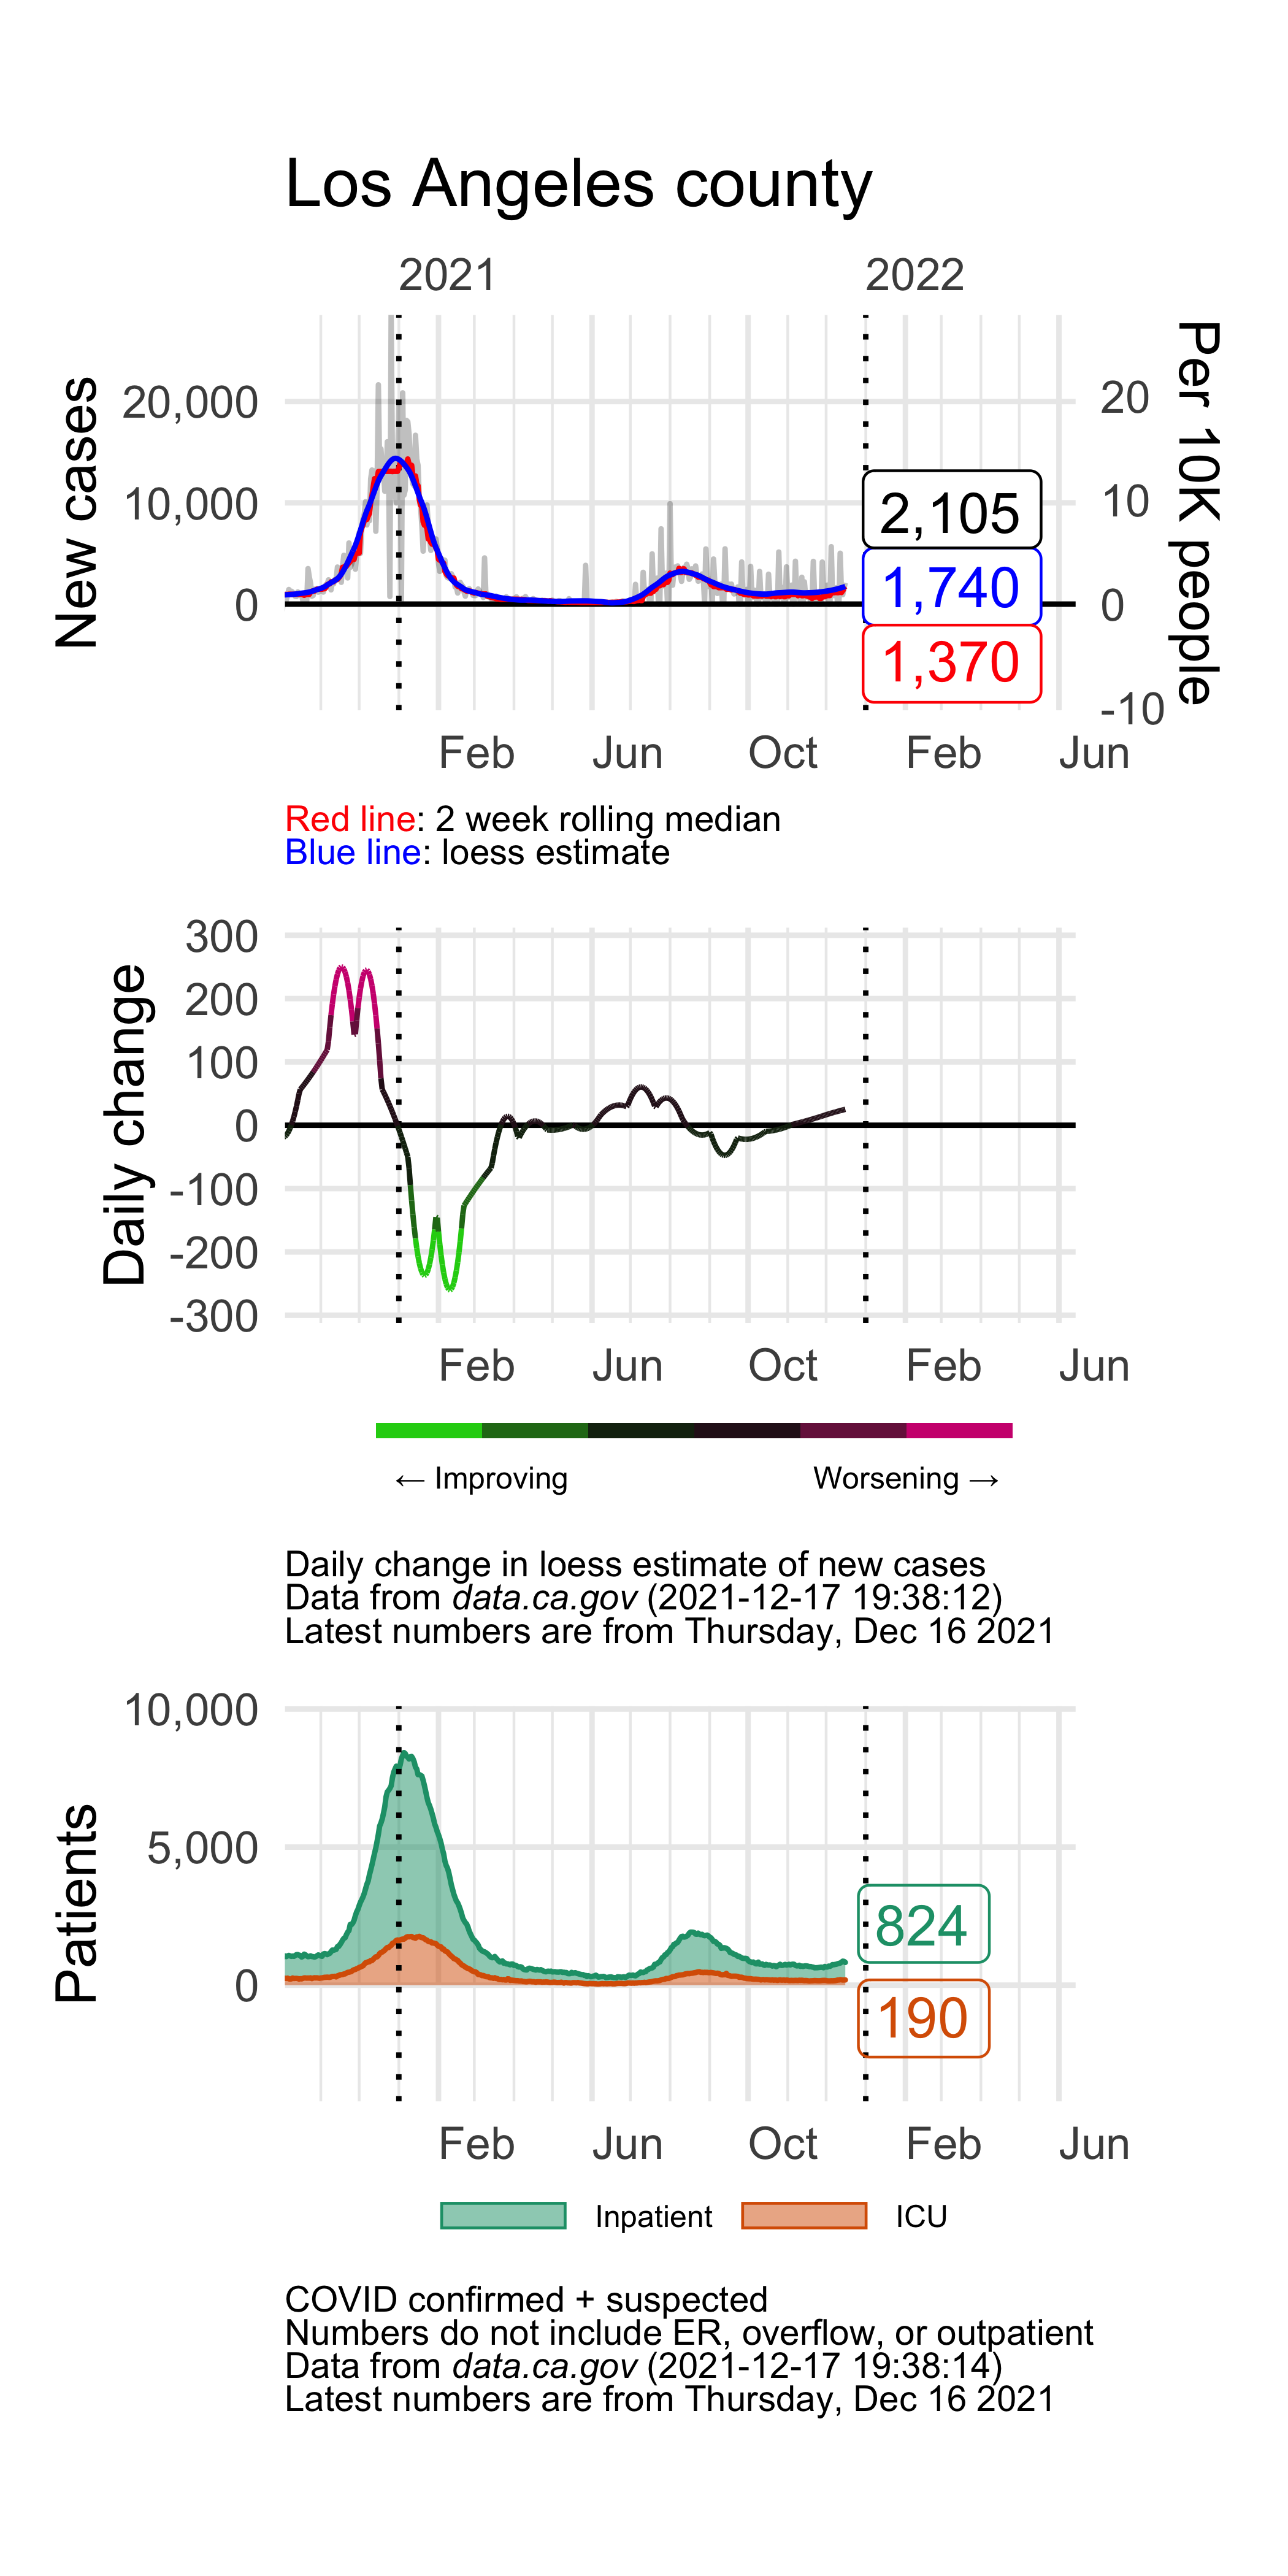 Los Angeles county
2021 2022
New cases
20,000
10,000
0
20
10
0
-10
Per 10K people
2,105
1,740
1,370
Feb Jun Oct Feb Jun
Red line: 2 week rolling median
Blue line: loess estimate
Daily change
300
200
100
0
-100
-200
-300
Feb Jun Oct Feb Jun
← Improving Worsening →
Daily change in loess estimate of new cases
Data from data.ca.gov (2021-12-17 19:38:12)
Latest numbers are from Thursday, Dec 16 2021
Patients
10,000
5,000
0
824
190
Feb Jun Oct Feb Jun
Inpatient ICU
COVID confirmed + suspected
Numbers do not include ER, overflow, or outpatient
Data from data.ca.gov (2021-12-17 19:38:14)
Latest numbers are from Thursday, Dec 16 2021